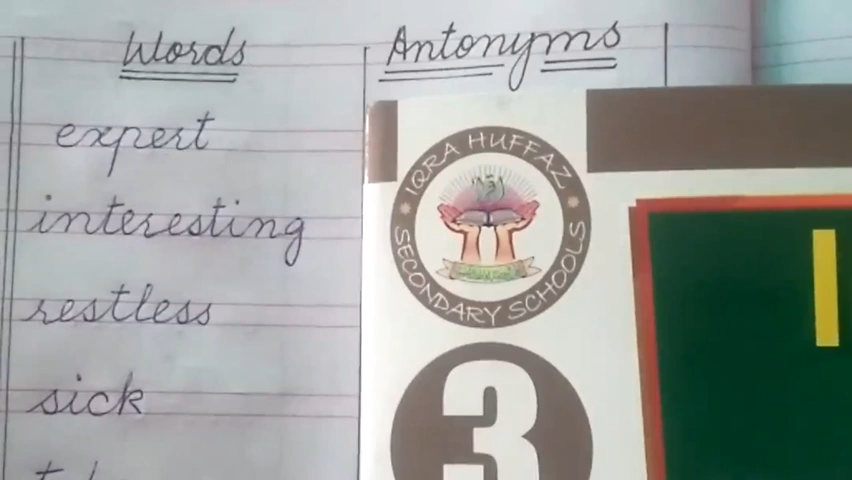 Words
Antonyms
expert
interesting
restless
sick
IQRA HUFFAZ
SECONDARY SCHOOLS
3